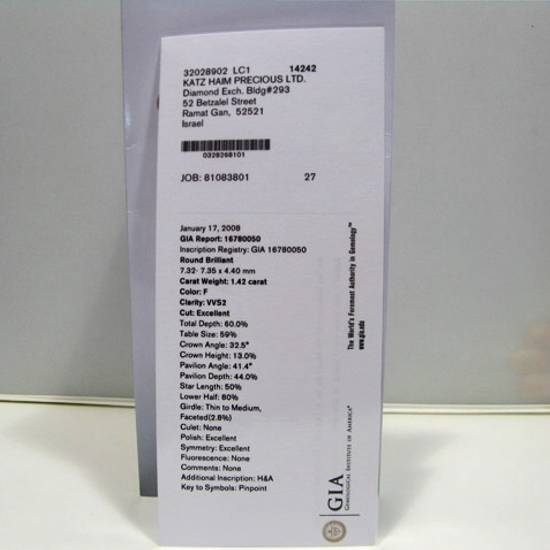 32028902 LC1 14242
KATZ HAIM PRECIOUS LTD.
Diamond Exch. Bldg#293
52 Betzalel Street
Ramat Gan, 52521
Israel
0328268101
JOB: 81083801 27
January 17, 2008
GIA Report: 16780050
Inscription Registry: GIA 16780050
Round Brilliant
7.32- 7.35 x 4.40 mm
Carat Weight: 1.42 carat
Color: F
Clarity: VVS2
Cut: Excellent
Total Depth: 60.0%
Table Size: 59%
Crown Angle: 32.5°
Crown Height: 13.0%
Pavilion Angle: 41.4°
Pavilion Depth: 44.0%
Star Length: 50%
Lower Half: 80%
Girdle: Thin to Medium,
Faceted(2.8%)
Culet: None
Polish: Excellent
Symmetry: Excellent
Fluorescence: None
Comments: None
Additional Inscription: H&A
Key to Symbols: Pinpoint
The World's Foremost Authority in Gemology™
www.gia.edu
GIA
GEMOLOGICAL INSTITUTE OF AMERICA®